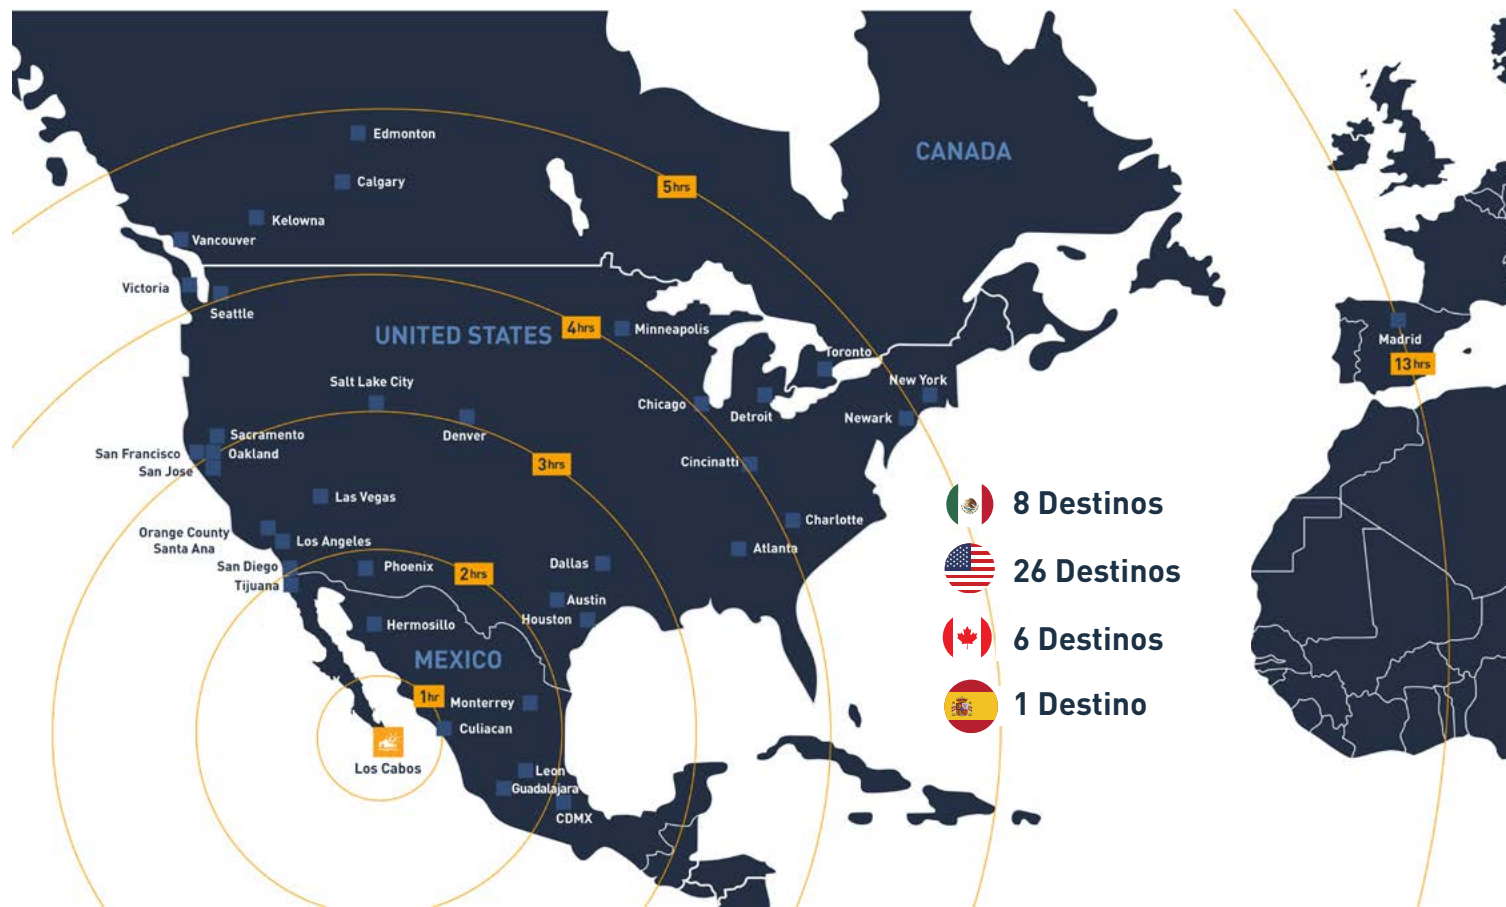 Edmonton
CANADA
Calgary
5hrs
Kelowna
Vancouver
Victoria
Seattle
UNITED STATES
4hrs
Minneapolis
Madrid
13hrs
Toronto
Salt Lake City
New York
Chicago
Detroit
Newark
Denver
Sacramento
San Francisco
Oakland
San Jose
3hrs
Cincinatti
Las Vegas
8 Destinos
Charlotte
Orange County
Santa Ana
Los Angeles
Atlanta
San Diego
Phoenix
2hrs
Dallas
26 Destinos
Tijuana
Austin
Houston
Hermosillo
6 Destinos
MEXICO
1hr
Monterrey
1 Destino
Culiacan
Los Cabos
Leon
Guadalajara
CDMX